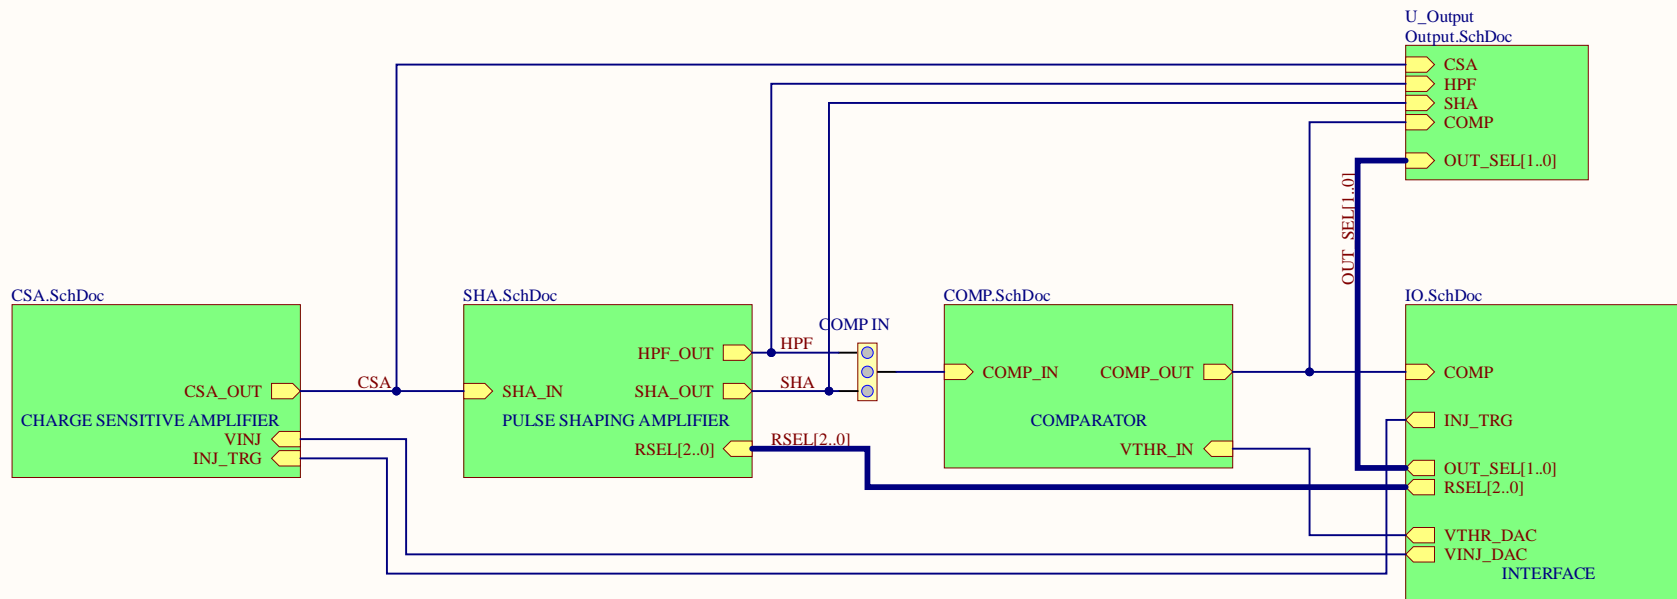 U_Output
Output.SchDoc
CSA
HPF
SHA
COMP
OUT_SEL[1..0]
OUT_SEL[1..0]
CSA.SchDoc
SHA.SchDoc
COMP.SchDoc
IO.SchDoc
COMP IN
HPF_OUT
HPF
COMP_IN
COMP_OUT
COMP
CSA_OUT
CSA
SHA_IN
SHA_OUT
SHA
CHARGE SENSITIVE AMPLIFIER
PULSE SHAPING AMPLIFIER
COMPARATOR
INJ_TRG
VINJ
RSEL[2..0]
RSEL[2..0]
VTHR_IN
INJ_TRG
OUT_SEL[1..0]
RSEL[2..0]
VTHR_DAC
VINJ_DAC
INTERFACE